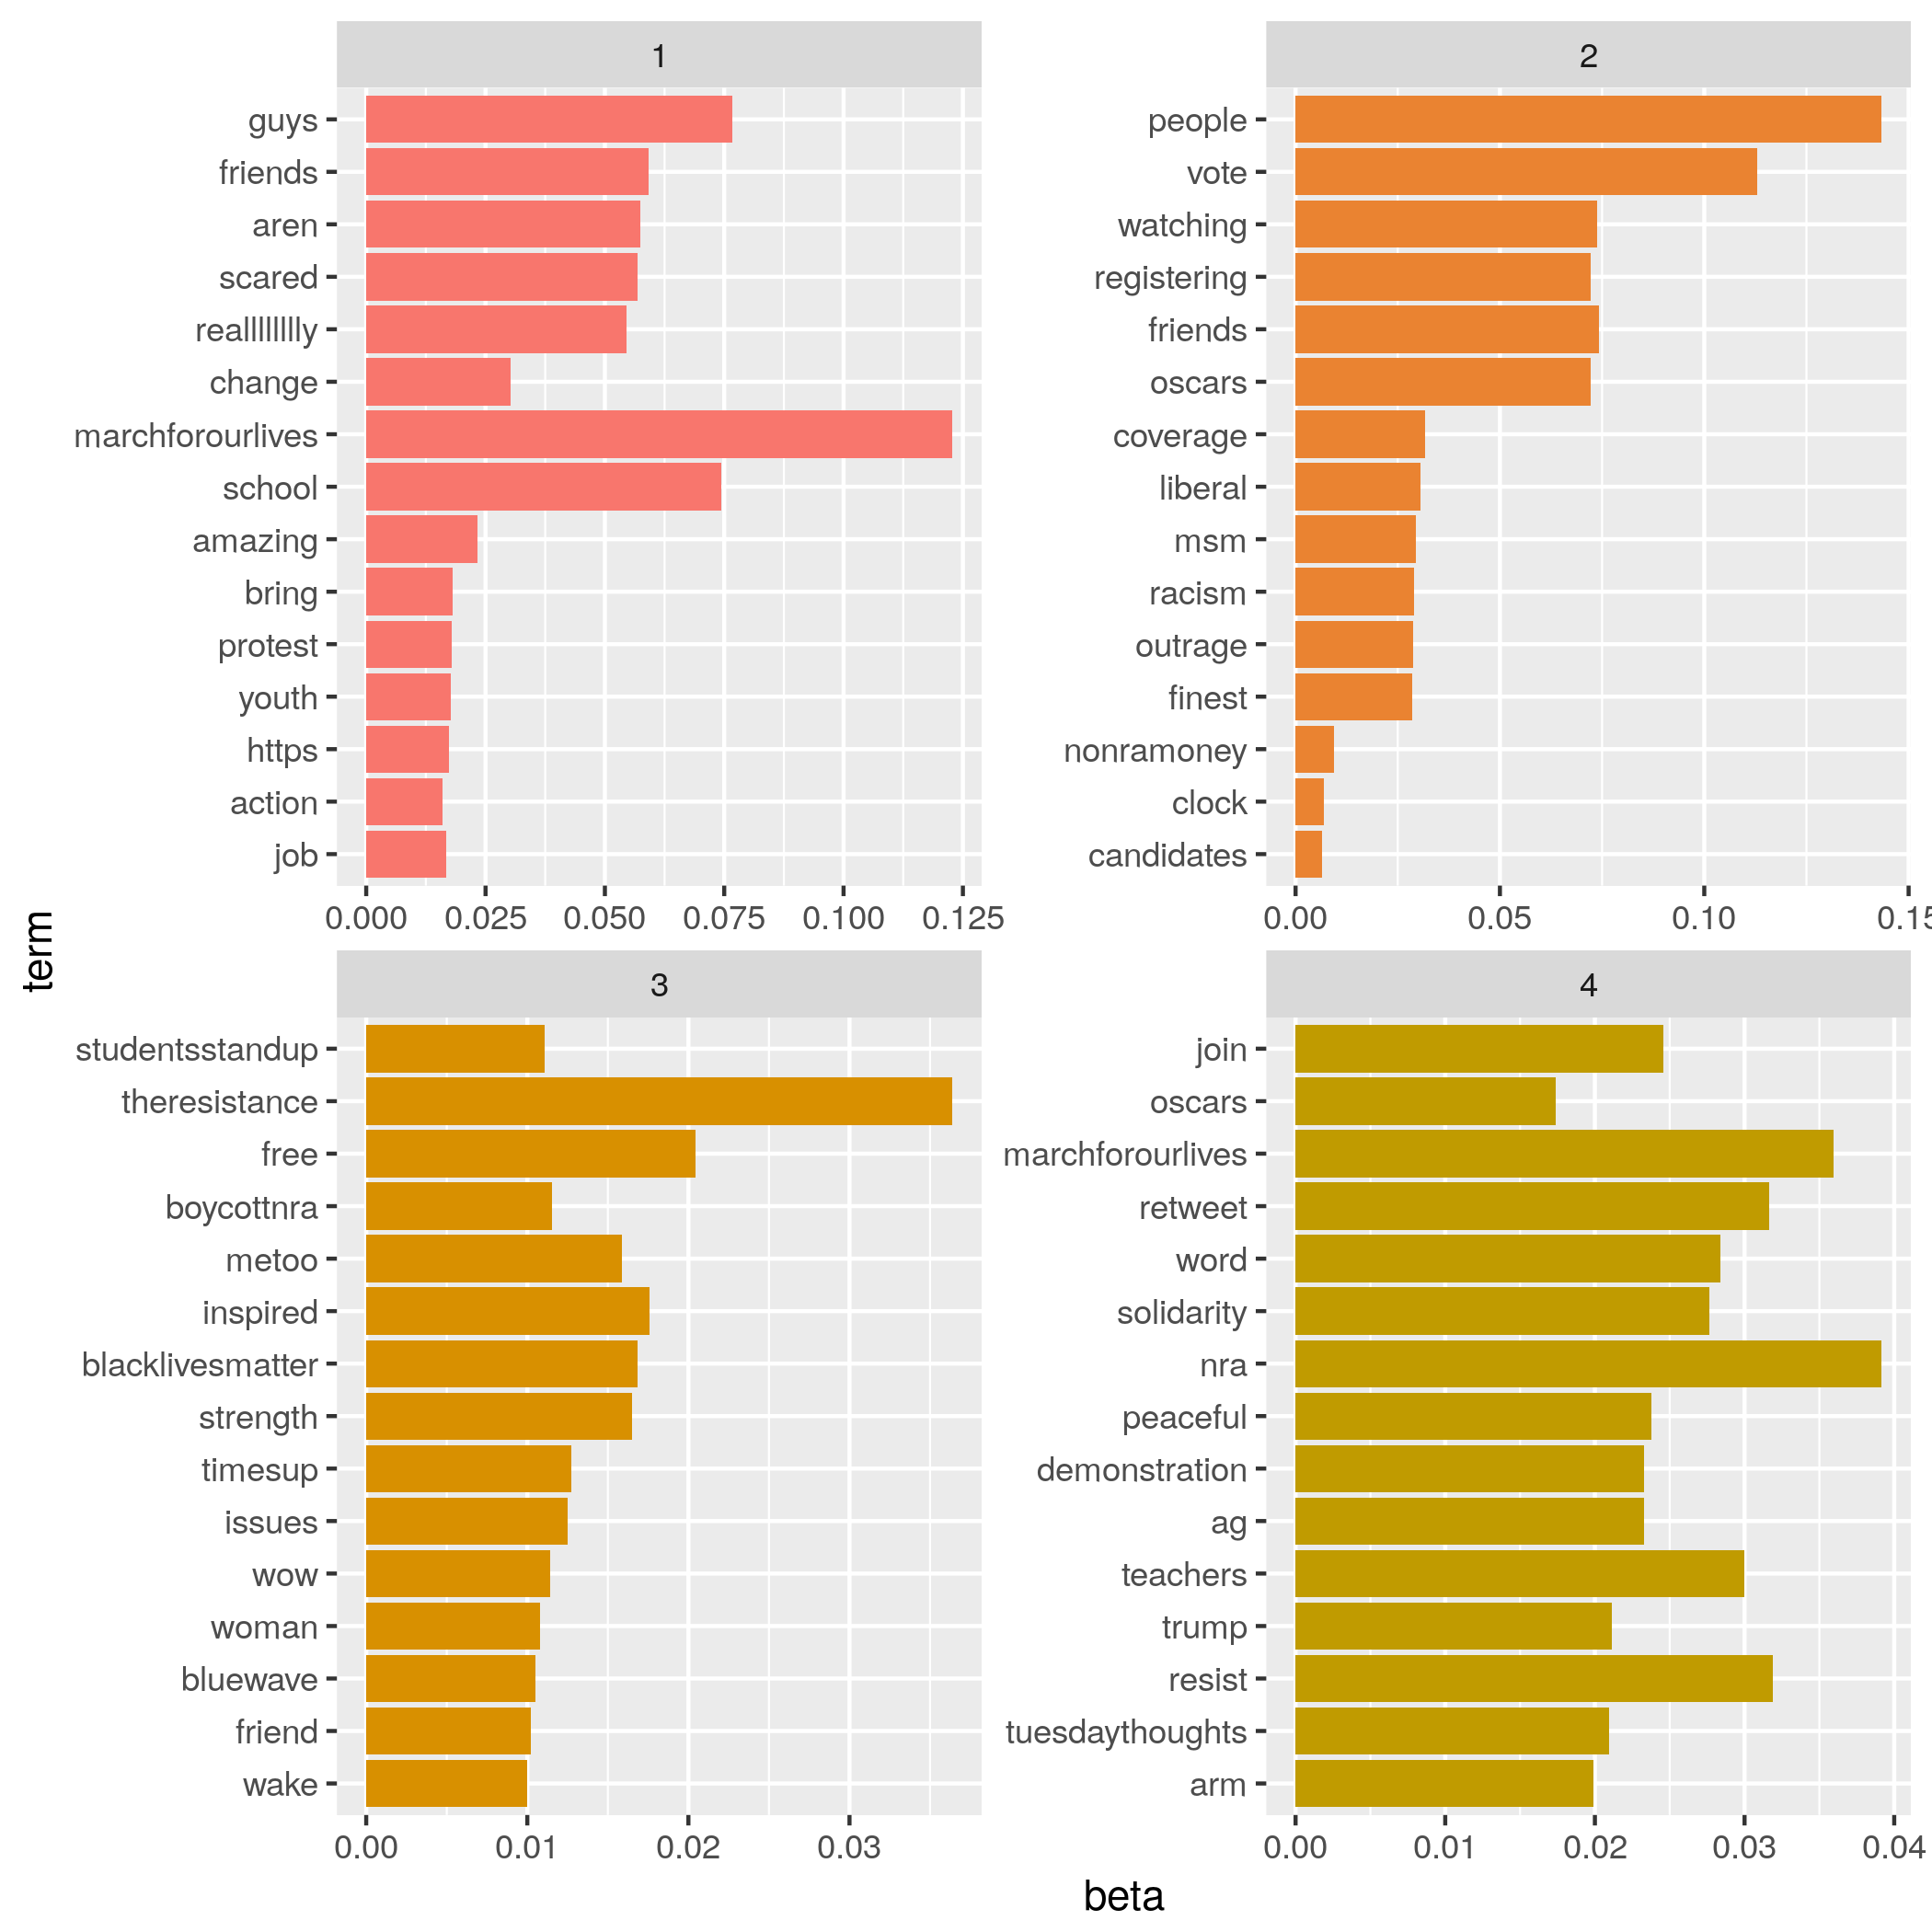 1
guys
friends
aren
scared
realllllllly
change
marchforourlives
school
amazing
bring
protest
youth
https
action
job
0.000 0.025 0.050 0.075 0.100 0.125
2
people
vote
watching
registering
friends
oscars
coverage
liberal
msm
racism
outrage
finest
nonramoney
clock
candidates
0.00 0.05 0.10 0.15
term
3
studentsstandup
theresistance
free
boycottnra
metoo
inspired
blacklivesmatter
strength
timesup
issues
wow
woman
bluewave
friend
wake
0.00 0.01 0.02 0.03
4
join
oscars
marchforourlives
retweet
word
solidarity
nra
peaceful
demonstration
ag
teachers
trump
resist
tuesdaythoughts
arm
0.00 0.01 0.02 0.03 0.04
beta